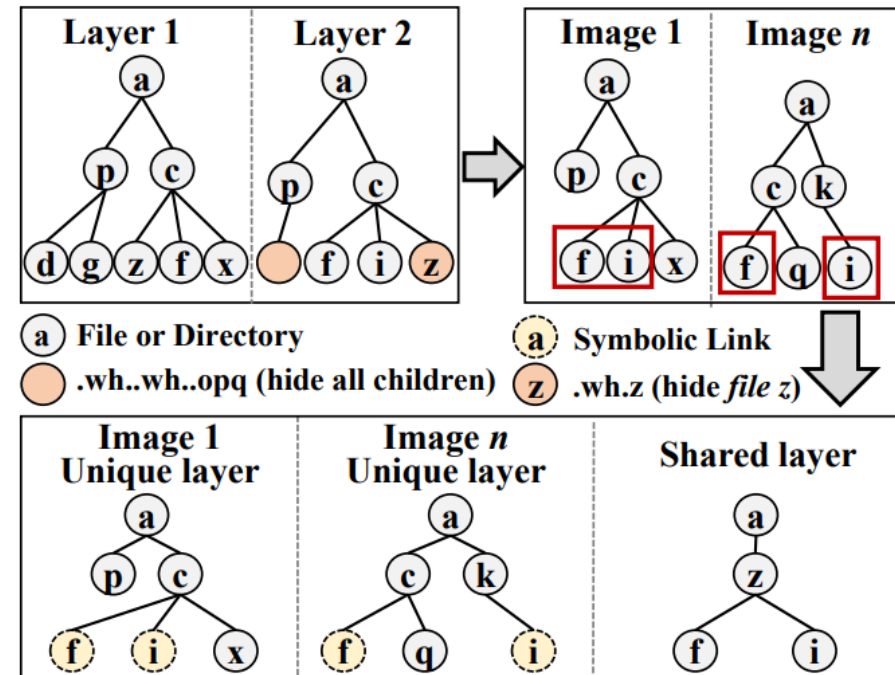 Layer 1
Layer 2
a
a
p
c
p
c
d
g
z
f
x
f
i
z
Image 1
Image n
a
a
p
c
c
k
f
i
x
f
q
i
a File or Directory
a Symbolic Link
.wh..wh..opq (hide all children)
z .wh.z (hide file z)
Image 1
Unique layer
Image n
Unique layer
Shared layer
a
p
c
f
i
x
a
c
k
f
q
i
a
z
f
i